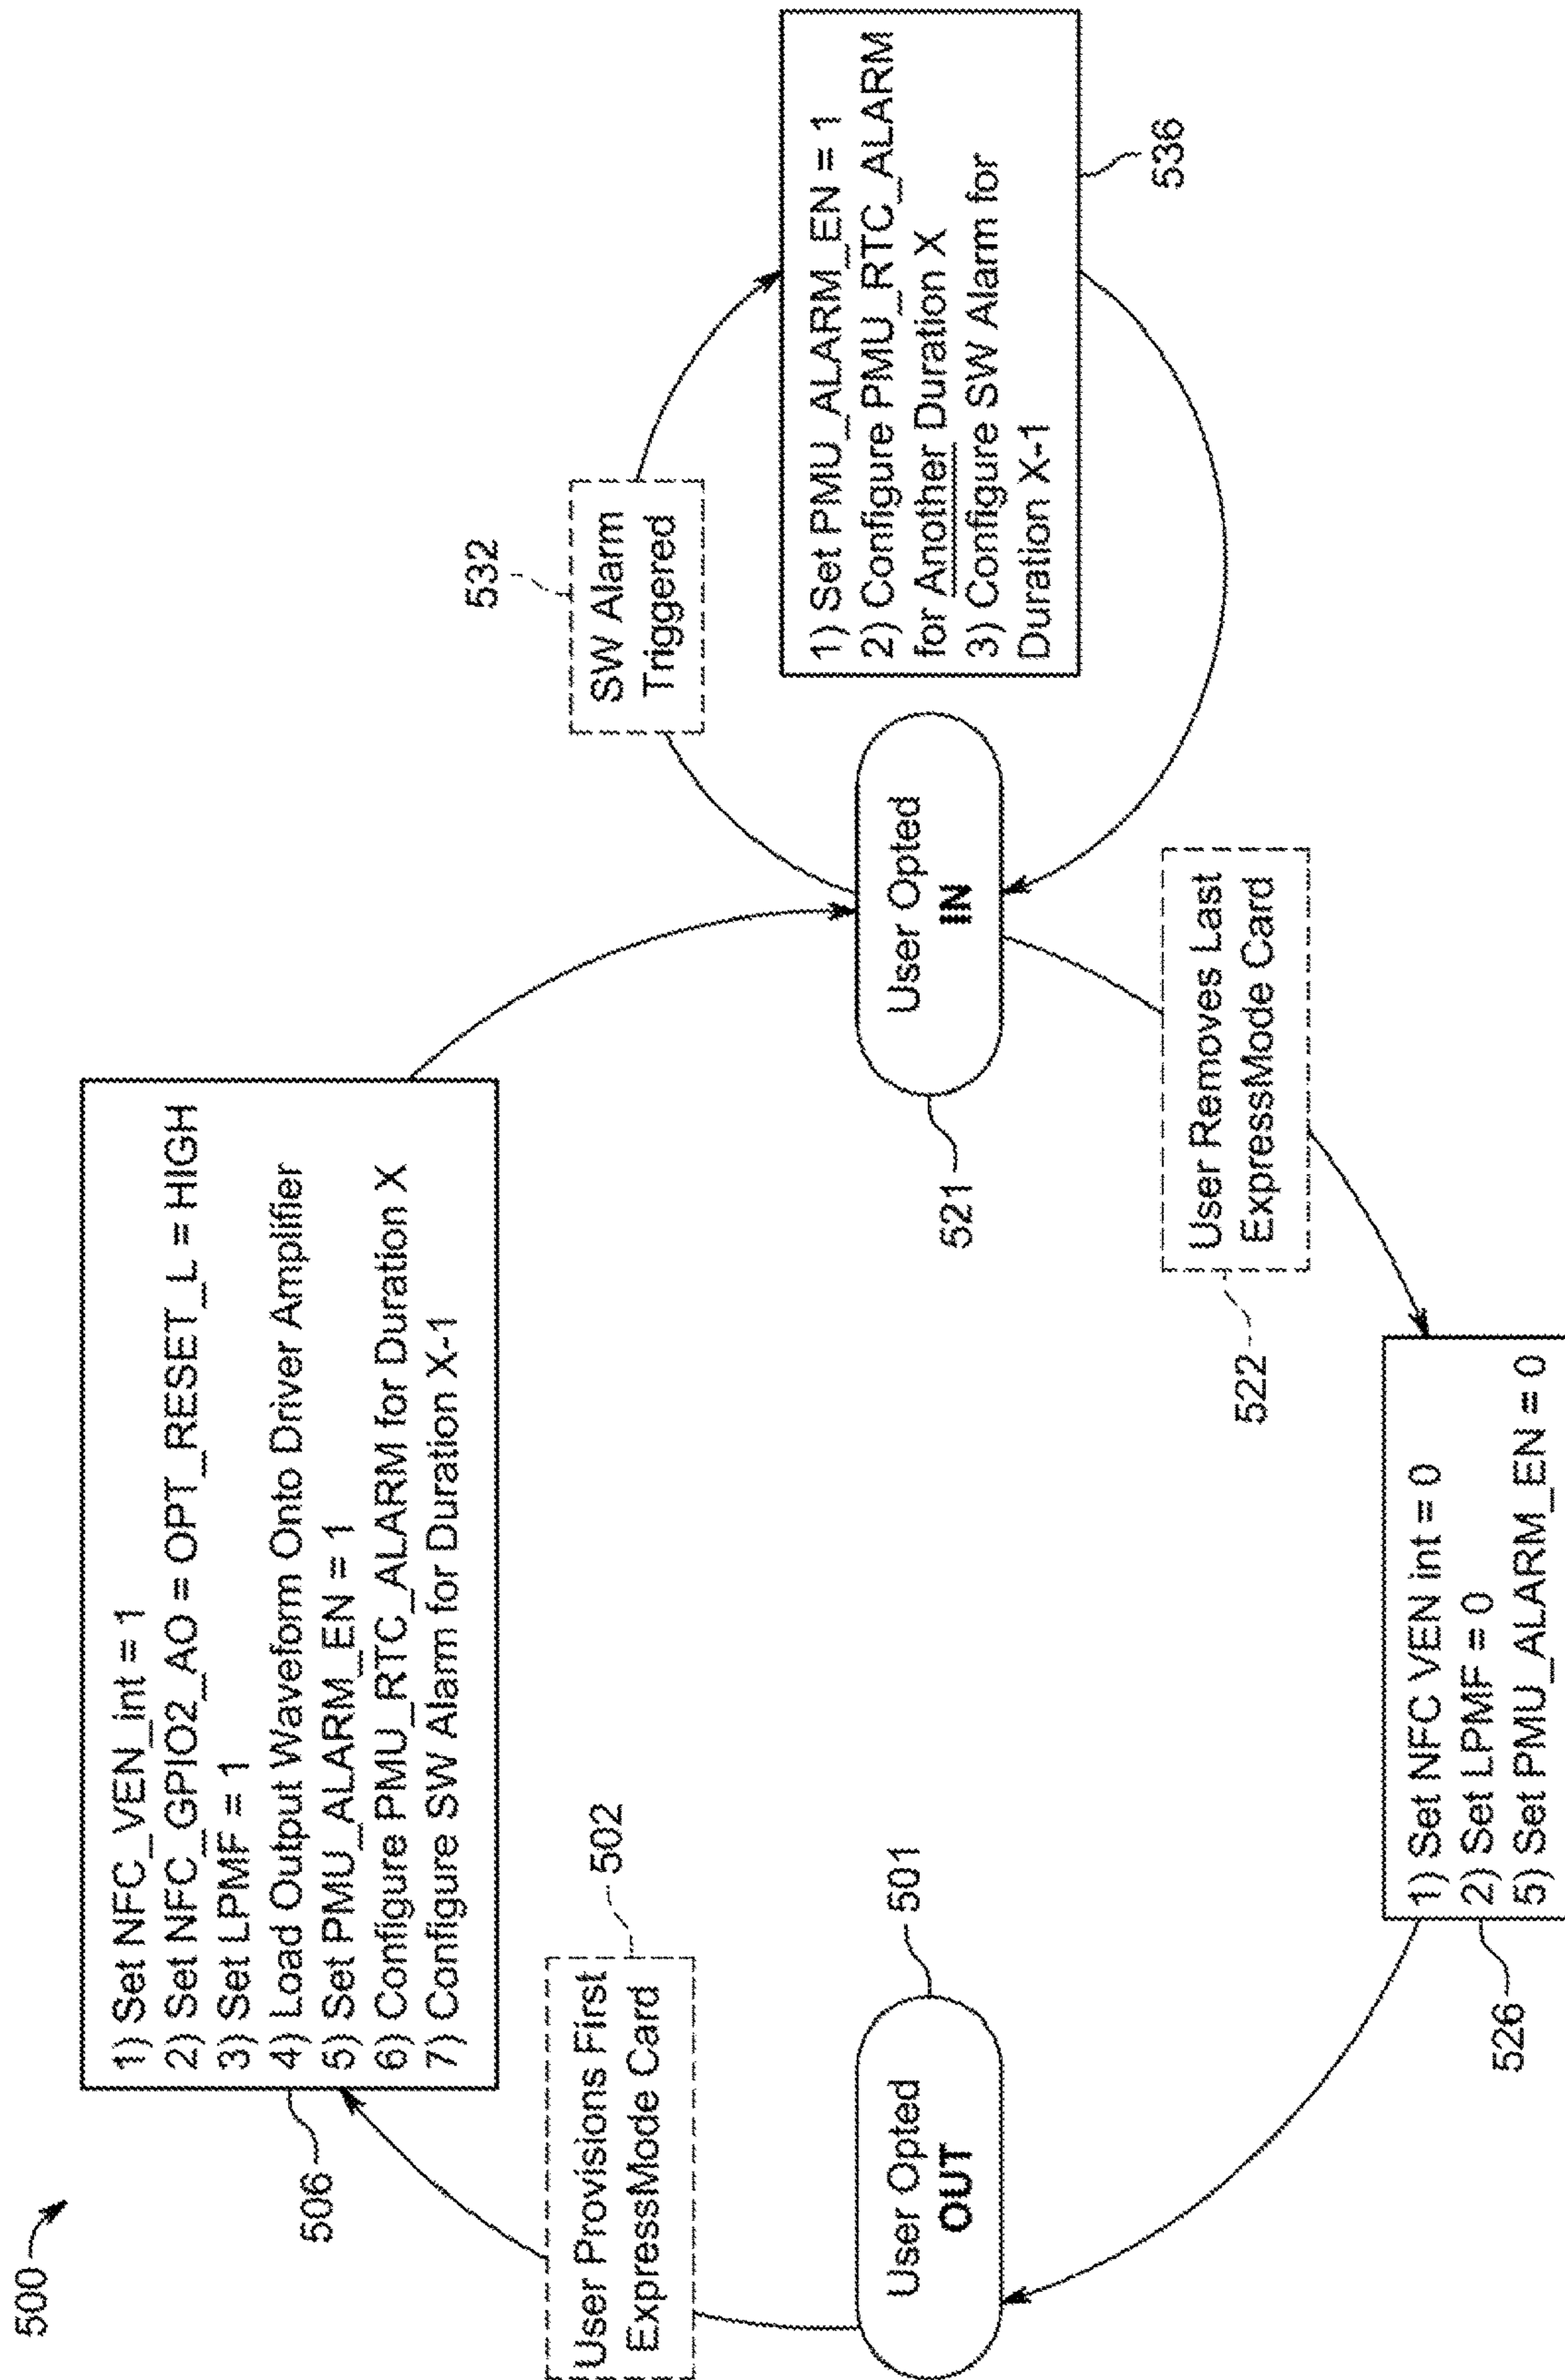 500
1) Set NFC_VEN_int = 1
2) Set NFC_GPIO2_AO = OPT_RESET_L = HIGH
3) Set LPMF = 1
4) Load Output Waveform Onto Driver Amplifier
5) Set PMU_ALARM_EN = 1
6) Configure PMU_RTC_ALARM for Duration X
7) Configure SW Alarm for Duration X-1
506
User Provisions First
ExpressMode Card
502
User Opted
OUT
501
User Opted
IN
521
532
SW Alarm
Triggered
1) Set PMU_ALARM_EN = 1
2) Configure PMU_RTC_ALARM
for Another Duration X
3) Configure SW Alarm for
Duration X-1
536
User Removes Last
ExpressMode Card
522
1) Set NFC VEN int = 0
2) Set LPMF = 0
5) Set PMU_ALARM_EN = 0
526